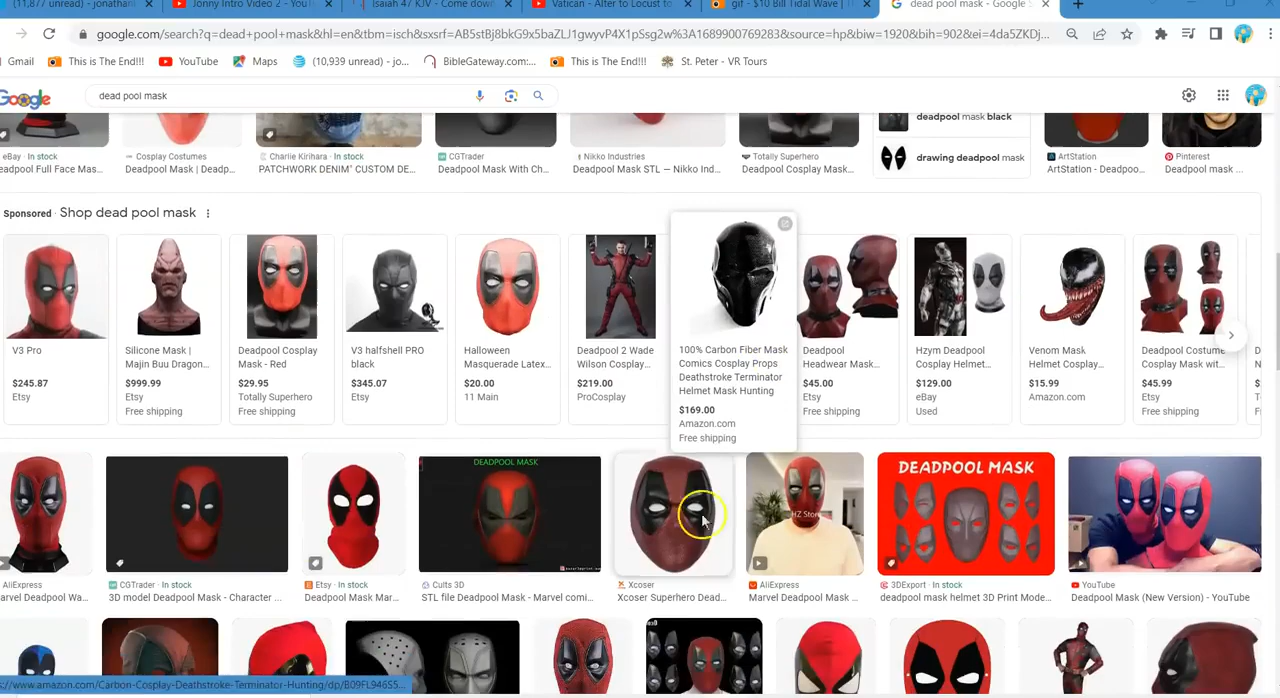 (11,877 unread) - jonathan
Jonny Intro Video 2 - You
Isaiah 47 KJV - Come down
Vatican - Alter to Locust to
gif - $10 Bill Tidal Wave | T
dead pool mask - Google S
google.com/search?q=dead+pool+mask&hl=en&tbm=isch&sxsrf=AB5stBj8bkG9x5baZLJ1gwyvP4X1pSsg2w%3A1689900769283&source=hp&biw=1920&bih=902&ei=4da5ZKDj...
Gmail
This is The End!!!
YouTube
Maps
(10,939 unread) - jo...
BibleGateway.com:...
This is The End!!!
St. Peter - VR Tours
Google
dead pool mask
deadpool mask black
drawing deadpool mask
eBay · In stock
Deadpool Full Face Mas...
Cosplay Costumes
Deadpool Mask | Deadp...
Charlie Kirihara · In stock
PATCHWORK DENIM" CUSTOM DE...
CGTrader
Deadpool Mask With Ch...
Nikko Industries
Deadpool Mask STL — Nikko Ind...
Totally Superhero
Deadpool Cosplay Mask...
ArtStation
ArtStation - Deadpoo...
Pinterest
Deadpool mask ...
Sponsored · Shop dead pool mask
V3 Pro
$245.87
Etsy
Silicone Mask |
Majin Buu Dragon...
$999.99
Etsy
Free shipping
Deadpool Cosplay
Mask - Red
$29.95
Totally Superhero
Free shipping
V3 halfshell PRO
black
$345.07
Etsy
Halloween
Masquerade Latex...
$20.00
11 Main
Deadpool 2 Wade
Wilson Cosplay...
$219.00
ProCosplay
100% Carbon Fiber Mask
Comics Cosplay Props
Deathstroke Terminator
Helmet Mask Hunting
$169.00
Amazon.com
Free shipping
Deadpool
Headwear Mask...
$45.00
Etsy
Free shipping
Hzym Deadpool
Cosplay Helmet...
$129.00
eBay
Used
Venom Mask
Helmet Cosplay...
$15.99
Amazon.com
Deadpool Costume
Cosplay Mask wit...
$45.99
Etsy
Free shipping
DEADPOOL MASK
HZ Store
DEADPOOL MASK
AliExpress
Marvel Deadpool Wa...
CGTrader · In stock
3D model Deadpool Mask - Character ...
Etsy · In stock
Deadpool Mask Mar...
Cults 3D
STL file Deadpool Mask - Marvel comi...
Xcoser
Xcoser Superhero Dead...
AliExpress
Marvel Deadpool Mask ...
3DExport · In stock
deadpool mask helmet 3D Print Mode...
YouTube
Deadpool Mask (New Version) - YouTube
s://www.amazon.com/Carbon-Cosplay-Deathstroke-Terminator-Hunting/dp/B09FL946S5...